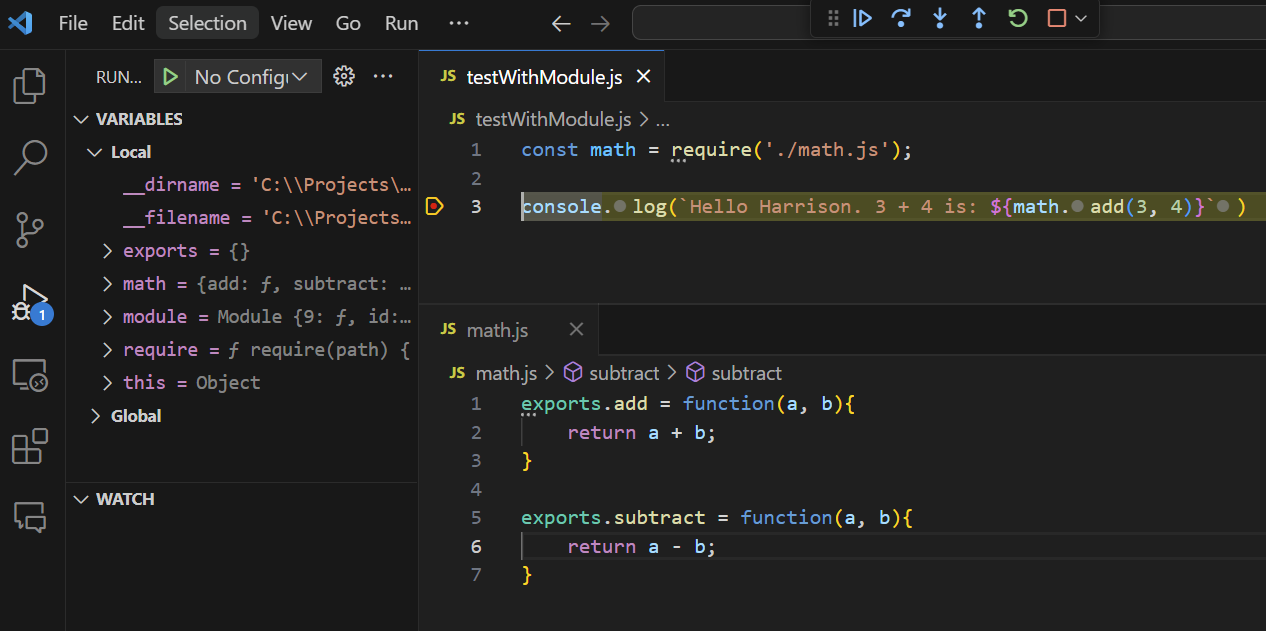 File Edit Selection View Go Run ...
RUN... No Config
VARIABLES
Local
__dirname = 'C:\\Projects\...
__filename = 'C:\\Projects...
exports = {}
math = {add: ƒ, subtract: ...
module = Module {9: ƒ, id:...
require = ƒ require(path) {
this = Object
Global
WATCH
1
JS testWithModule.js
JS testWithModule.js > ...
1 const math = require('./math.js');
2
3 console.log(`Hello Harrison. 3 + 4 is: ${math.add(3, 4)}`)
JS math.js
JS math.js > subtract > subtract
1 exports.add = function(a, b){
2 return a + b;
3 }
4
5 exports.subtract = function(a, b){
6 return a - b;
7 }